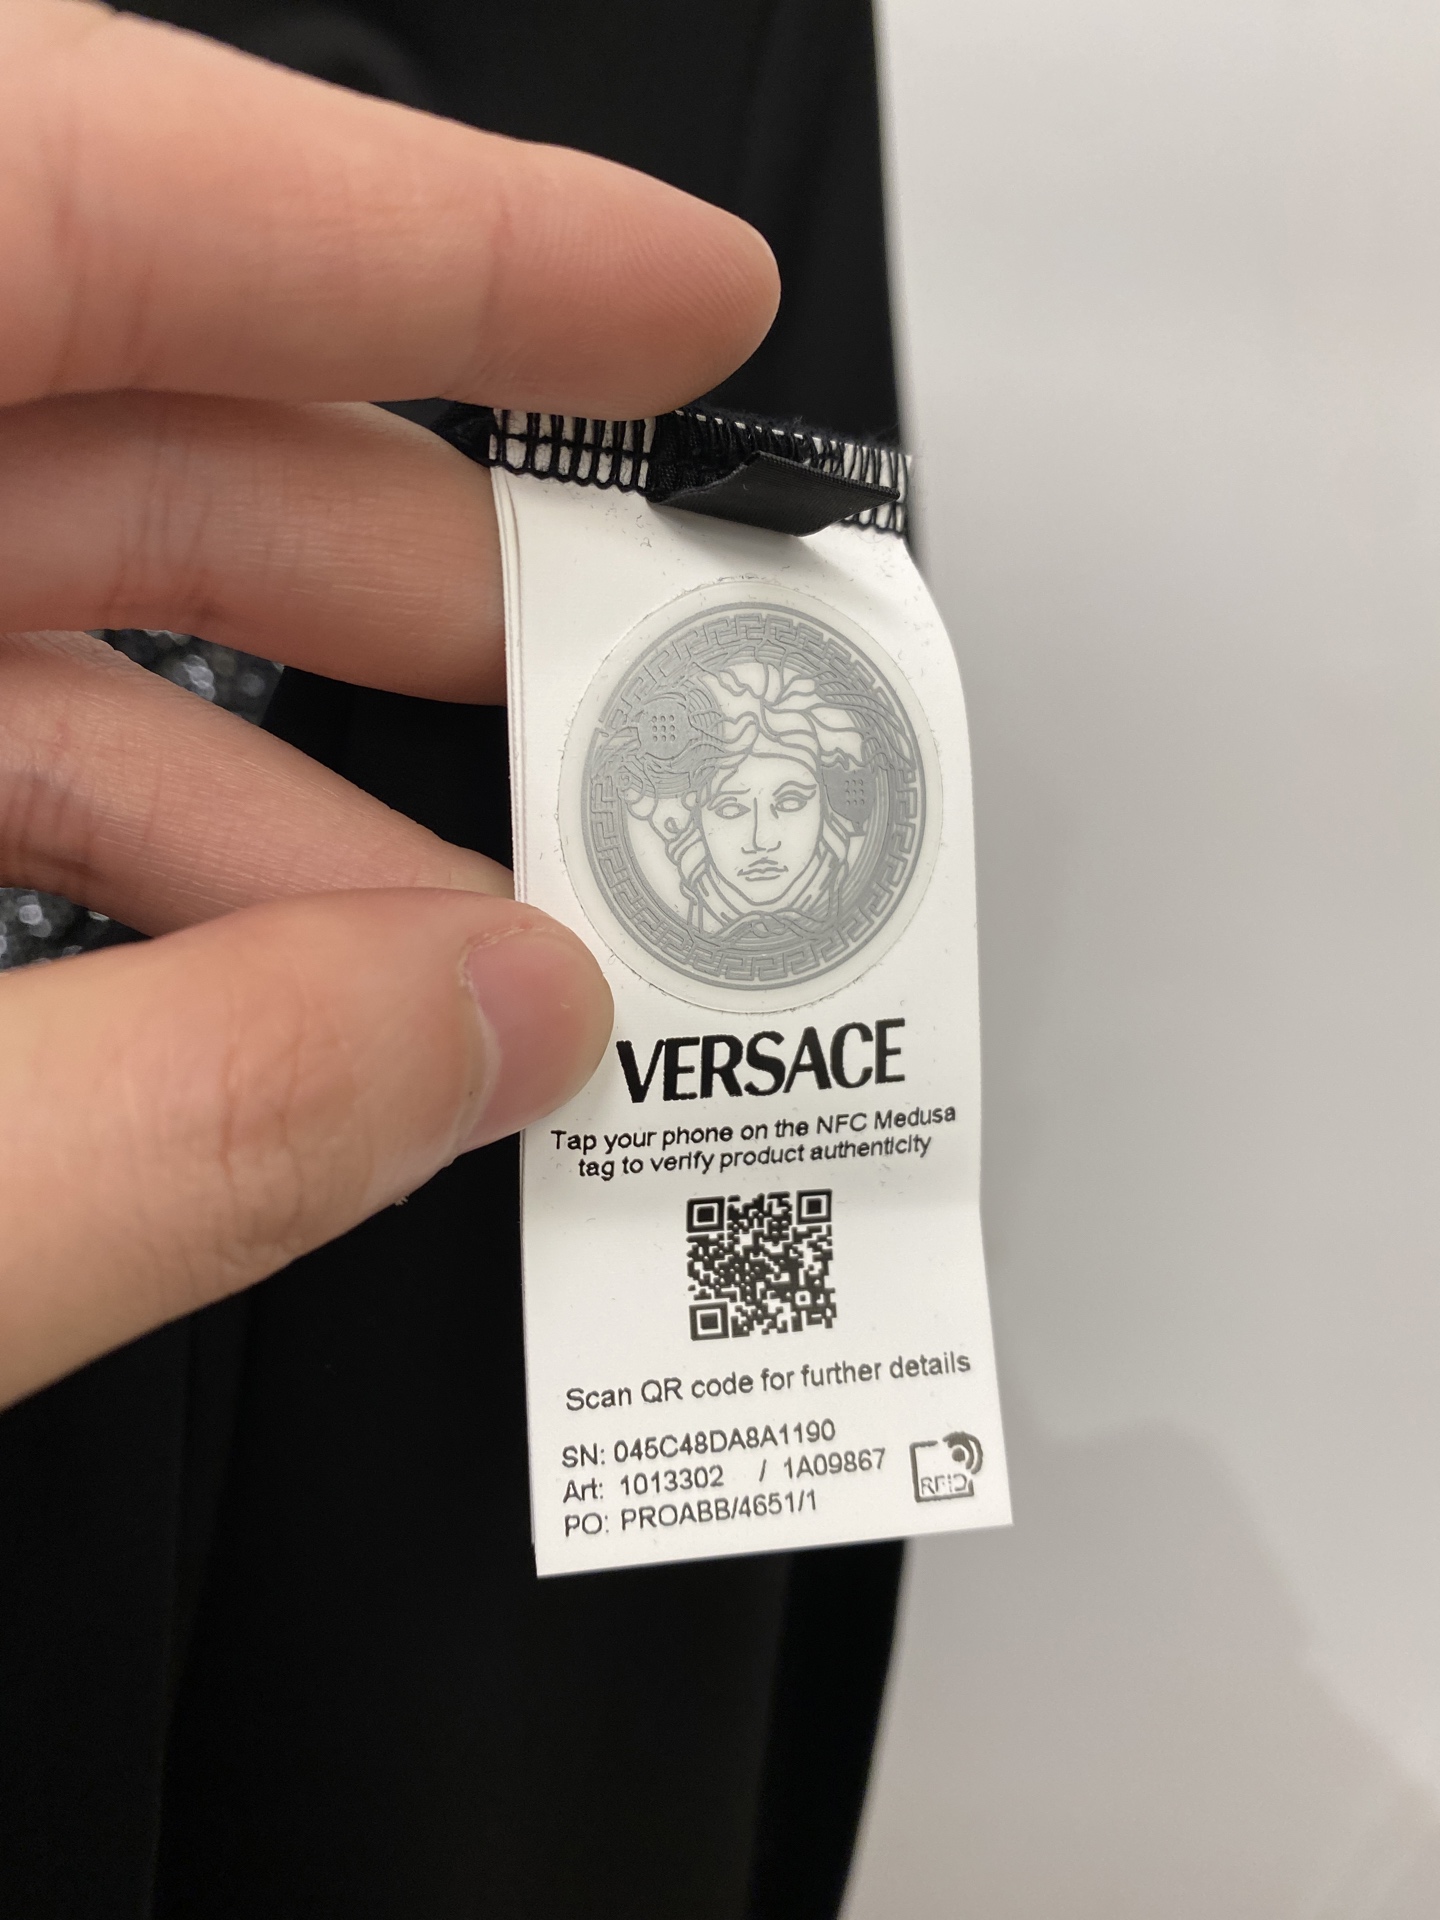 VERSACE
Tap your phone on the NFC Medusa
tag to verify product authenticity
Scan QR code for further details
SN: 045C48DA8A1190
Art: 1013302 / 1A09867
PO: PROABB/4651/1
RFID